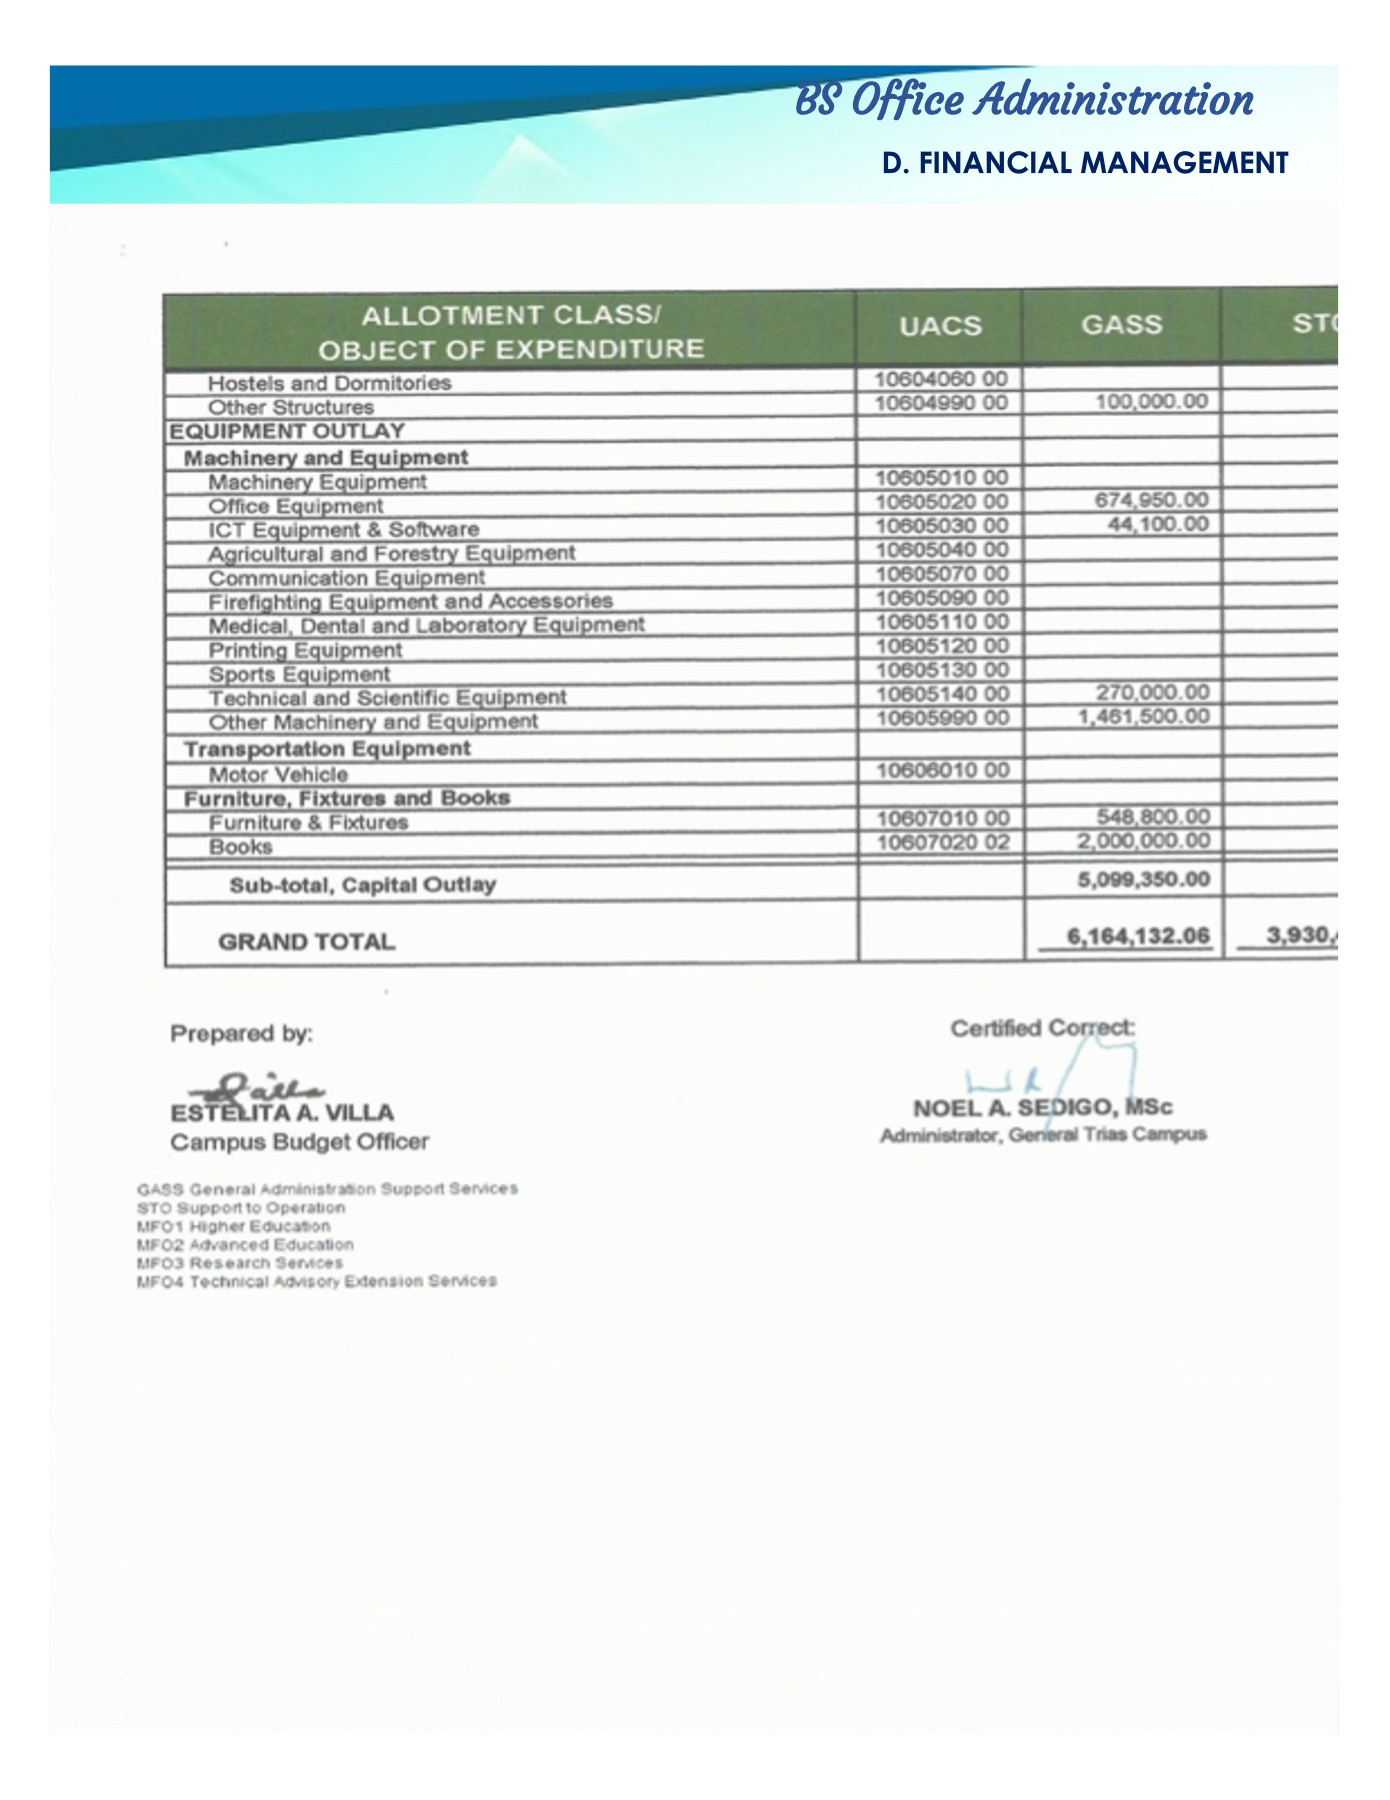 BS Office Administration
D. FINANCIAL MANAGEMENT
ALLOTMENT CLASS/
OBJECT OF EXPENDITURE UACS GASS STO
Hostels and Dormitories 10604060 00
Other Structures 10604990 00 100,000.00
EQUIPMENT OUTLAY
Machinery and Equipment
Machinery Equipment 10605010 00
Office Equipment 10605020 00 674,950.00
ICT Equipment & Software 10605030 00 44,100.00
Agricultural and Forestry Equipment 10605040 00
Communication Equipment 10605070 00
Firefighting Equipment and Accessories 10605090 00
Medical, Dental and Laboratory Equipment 10605110 00
Printing Equipment 10605120 00
Sports Equipment 10605130 00
Technical and Scientific Equipment 10605140 00 270,000.00
Other Machinery and Equipment 10605990 00 1,461,500.00
Transportation Equipment
Motor Vehicle 10606010 00
Furniture, Fixtures and Books
Furniture & Fixtures 10607010 00 548,800.00
Books 10607020 02 2,000,000.00
Sub-total, Capital Outlay 5,099,350.00
GRAND TOTAL 6,164,132.06 3,930,
Prepared by:
Certified Correct:
ESTELITA A. VILLA
Campus Budget Officer
NOEL A. SEDIGO, MSc
Administrator, General Trias Campus
GASS General Administration Support Services
STO Support to Operation
MFO1 Higher Education
MFO2 Advanced Education
MFO3 Research Services
MFO4 Technical Advisory Extension Services